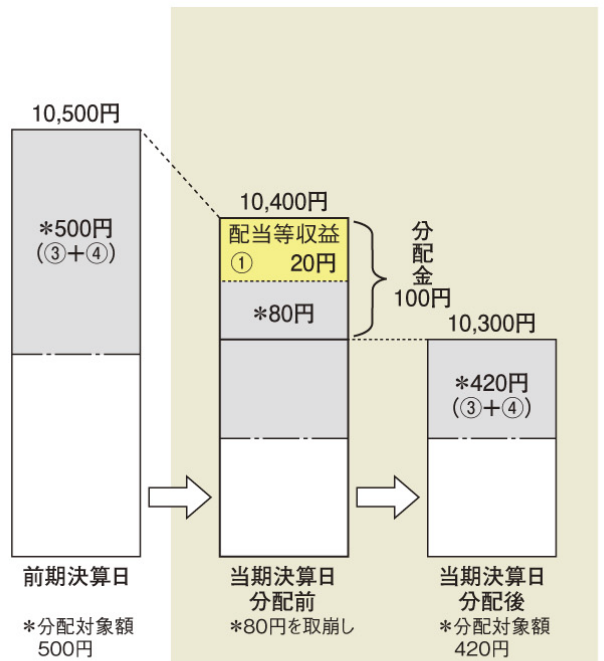 10,500円
*500円
(③+④)
10,400円
配当等収益
① 20円
*80円
分配金
100円
10,300円
*420円
(③+④)
前期決算日
*分配対象額
500円
当期決算日
分配前
*80円を取崩し
当期決算日
分配後
*分配対象額
420円